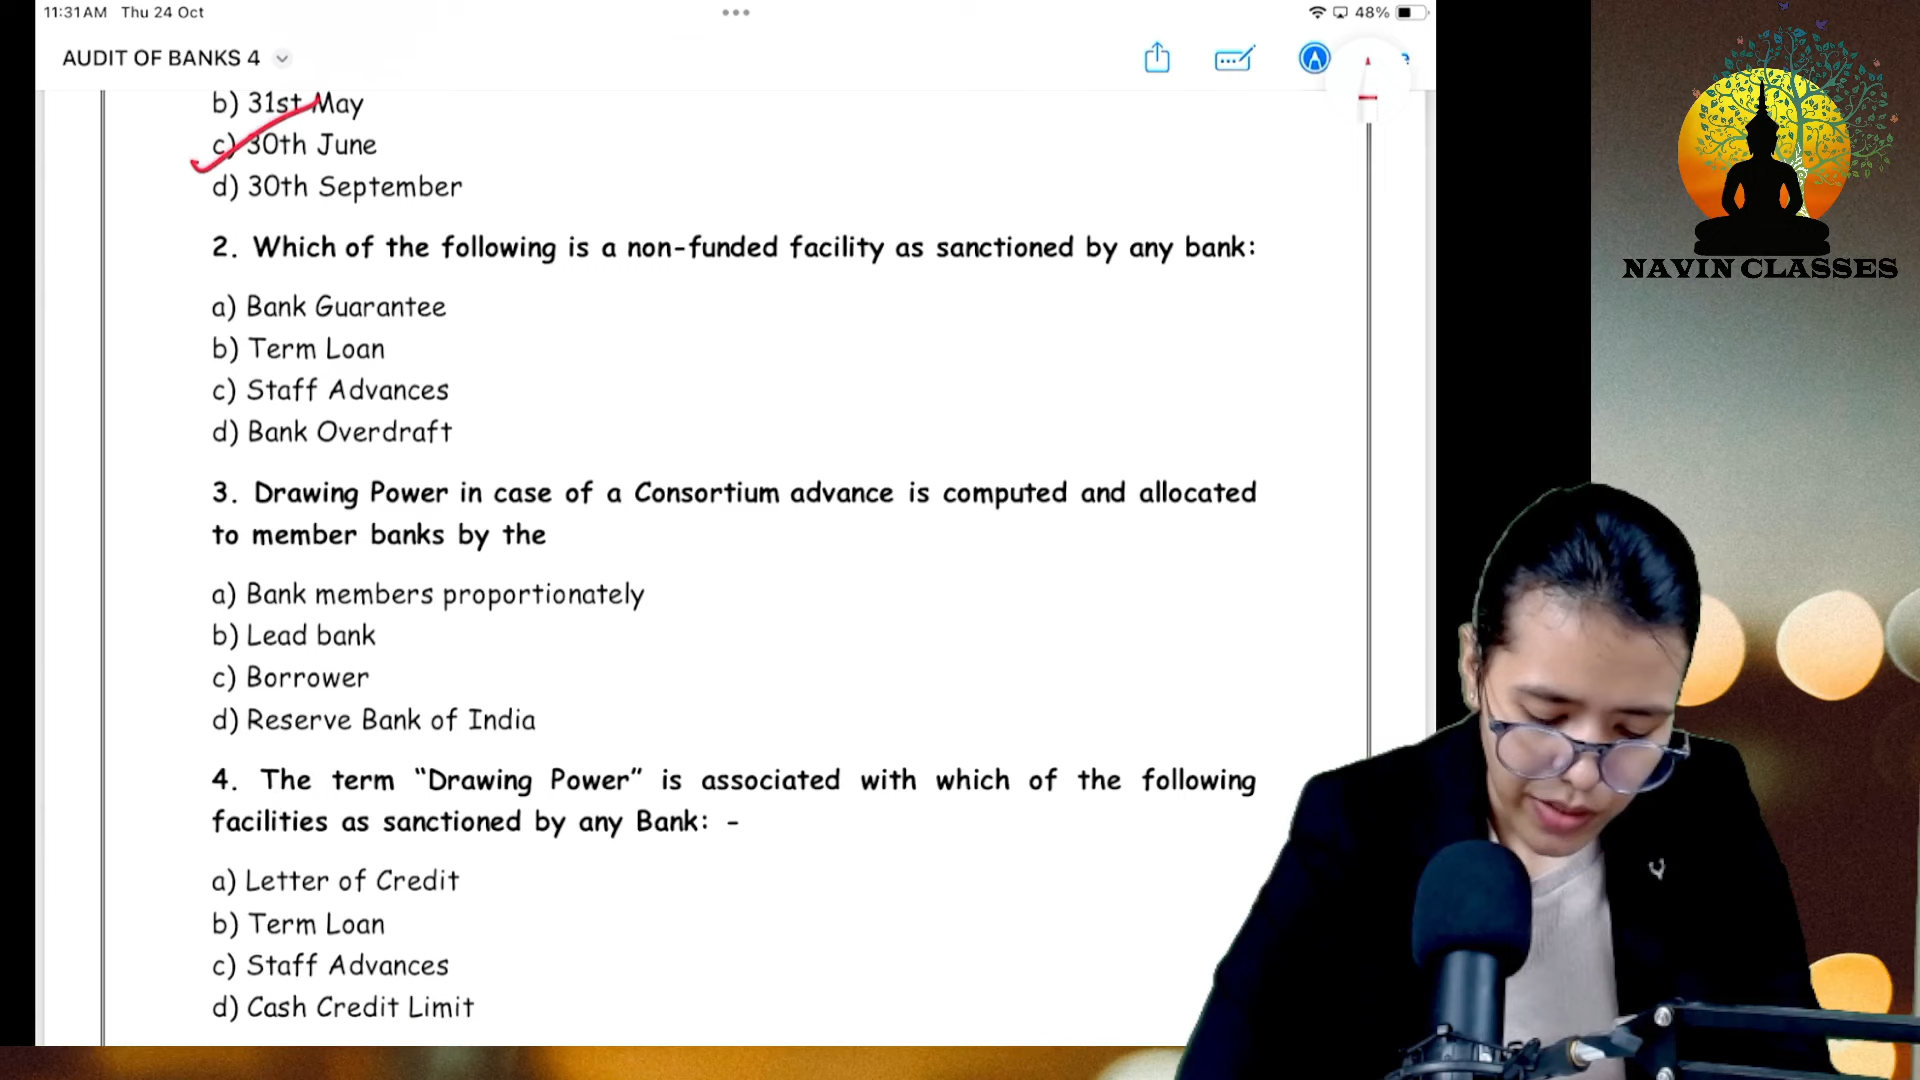 11:31 AM Thu 24 Oct
48%
AUDIT OF BANKS 4
b) 31st May
c) 30th June
d) 30th September
2. Which of the following is a non-funded facility as sanctioned by any bank:
a) Bank Guarantee
b) Term Loan
c) Staff Advances
d) Bank Overdraft
3. Drawing Power in case of a Consortium advance is computed and allocated
to member banks by the
a) Bank members proportionately
b) Lead bank
c) Borrower
d) Reserve Bank of India
4. The term “Drawing Power” is associated with which of the following
facilities as sanctioned by any Bank: -
a) Letter of Credit
b) Term Loan
c) Staff Advances
d) Cash Credit Limit
NAVIN CLASSES